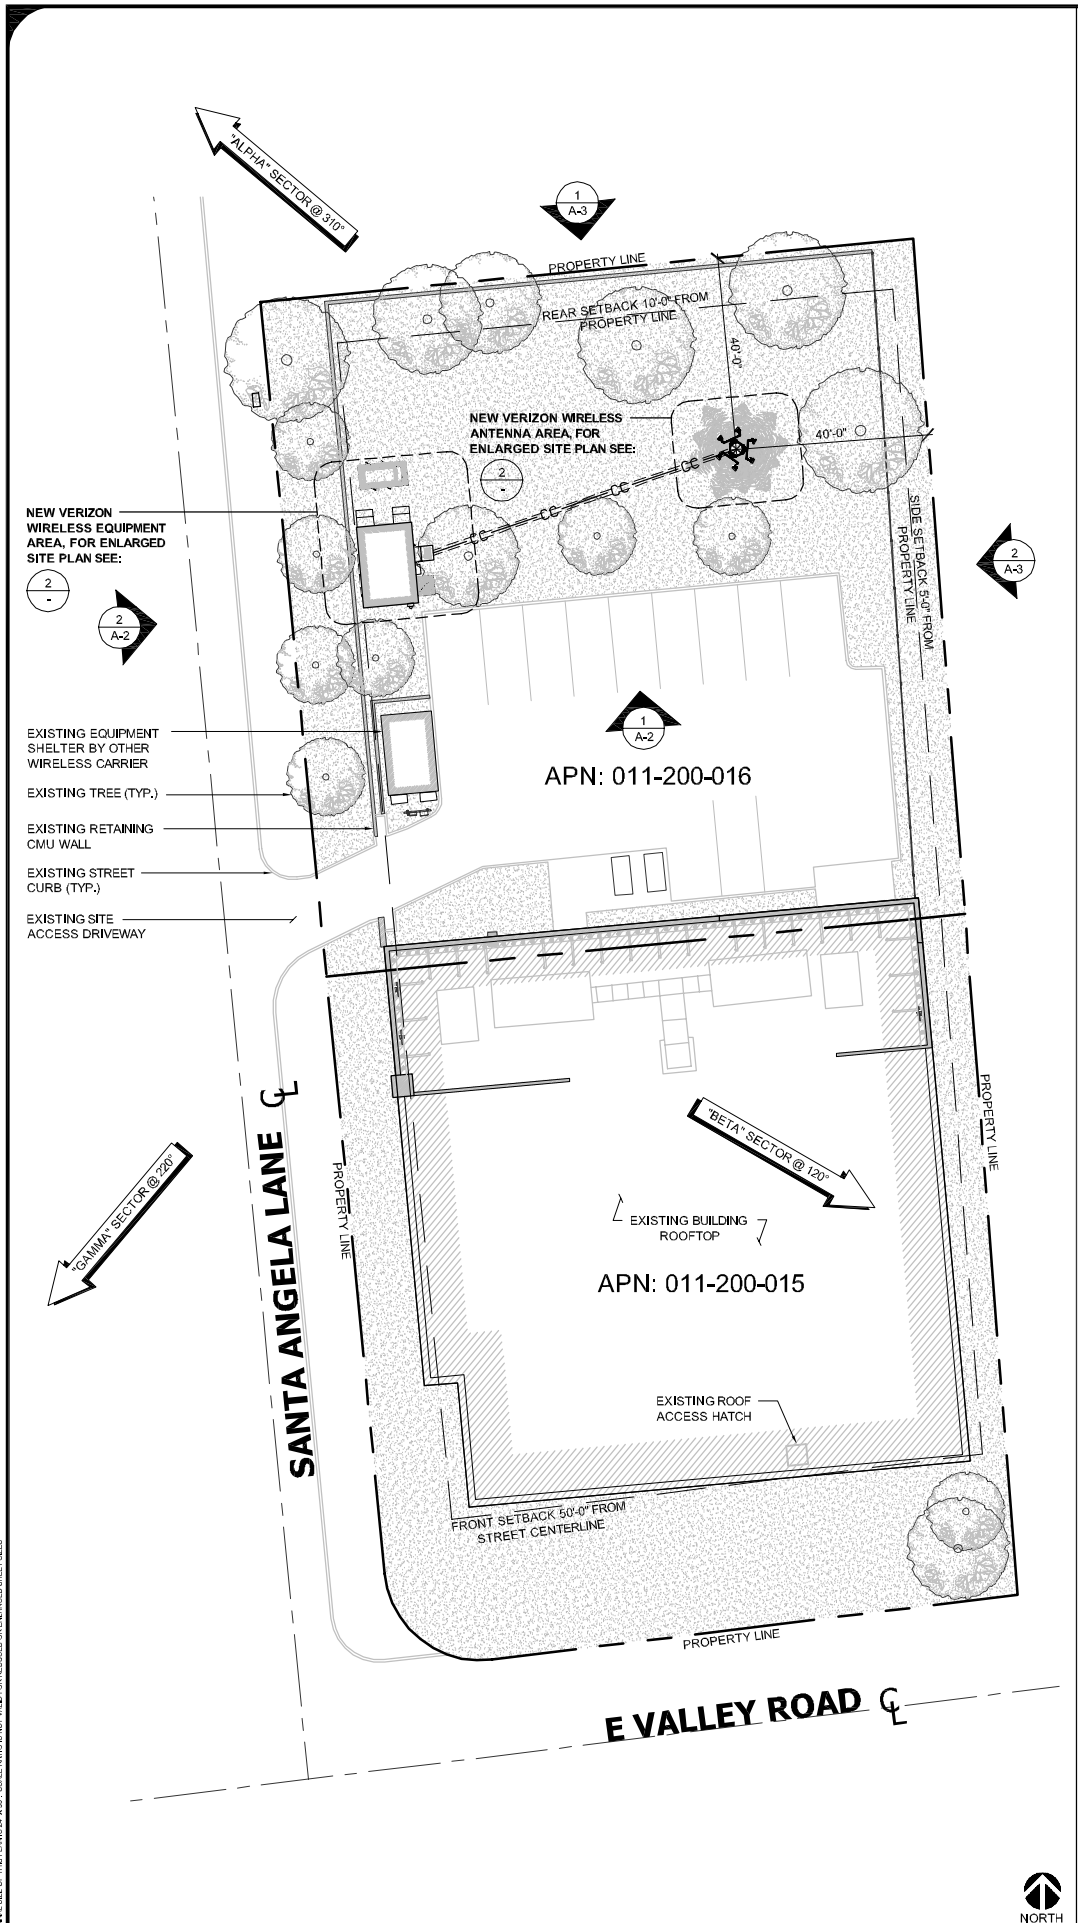 "ALPHA" SECTOR @ 310°
1
A-3
PROPERTY LINE
REAR SETBACK 10'-0" FROM
PROPERTY LINE
40'-0"
NEW VERIZON WIRELESS
ANTENNA AREA, FOR
ENLARGED SITE PLAN SEE:
2
-
40'-0"
NEW VERIZON
WIRELESS EQUIPMENT
AREA, FOR ENLARGED
SITE PLAN SEE:
2
-
SIDE SETBACK 5'-0" FROM
PROPERTY LINE
2
A-3
2
A-2
1
A-2
EXISTING EQUIPMENT
SHELTER BY OTHER
WIRELESS CARRIER
APN: 011-200-016
EXISTING TREE (TYP.)
EXISTING RETAINING
CMU WALL
EXISTING STREET
CURB (TYP.)
EXISTING SITE
ACCESS DRIVEWAY
SANTA ANGELA LANE CL
PROPERTY LINE
PROPERTY LINE
"BETA" SECTOR @ 120°
"GAMMA" SECTOR @ 220°
EXISTING BUILDING
ROOFTOP
APN: 011-200-015
EXISTING ROOF
ACCESS HATCH
FRONT SETBACK 50'-0" FROM
STREET CENTERLINE
PROPERTY LINE
E VALLEY ROAD CL
NORTH